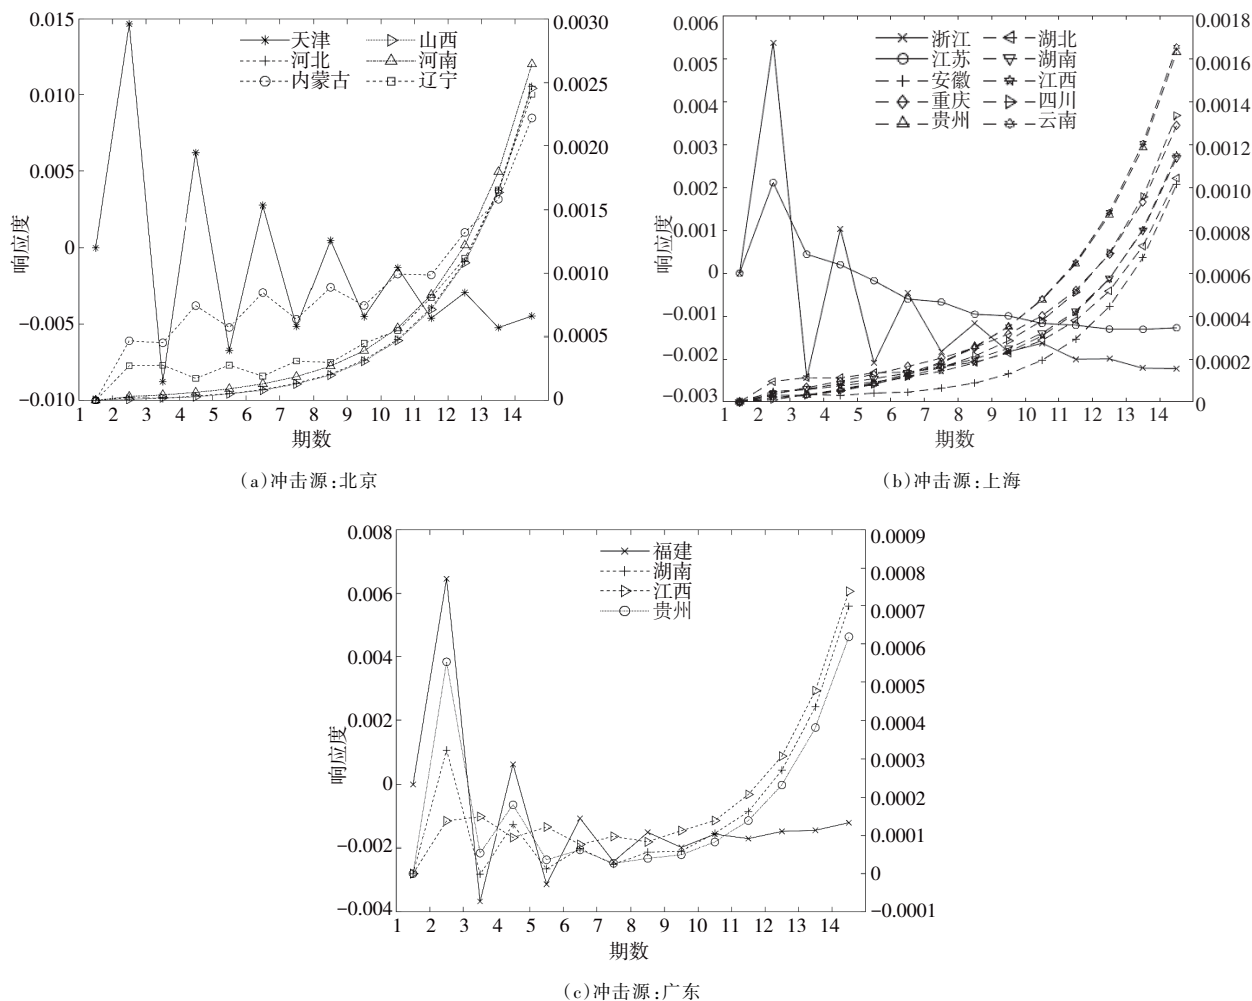 0.015
0.010
0.005
0
−0.005
−0.010
响应度
天津
河北
内蒙古
山西
河南
辽宁
0.0030
0.0025
0.0020
0.0015
0.0010
0.0005
0
1 2 3 4 5 6 7 8 9 10 11 12 13 14
期数
(a)冲击源:北京
0.006
0.005
0.004
0.003
0.002
0.001
0
−0.001
−0.002
−0.003
响应度
浙江
江苏
安徽
重庆
贵州
湖北
湖南
江西
四川
云南
0.0018
0.0016
0.0014
0.0012
0.0010
0.0008
0.0006
0.0004
0.0002
0
1 2 3 4 5 6 7 8 9 10 11 12 13 14
期数
(b)冲击源:上海
0.008
0.006
0.004
0.002
0
−0.002
−0.004
响应度
福建
湖南
江西
贵州
0.0009
0.0008
0.0007
0.0006
0.0005
0.0004
0.0003
0.0002
0.0001
0
−0.0001
1 2 3 4 5 6 7 8 9 10 11 12 13 14
期数
(c)冲击源:广东